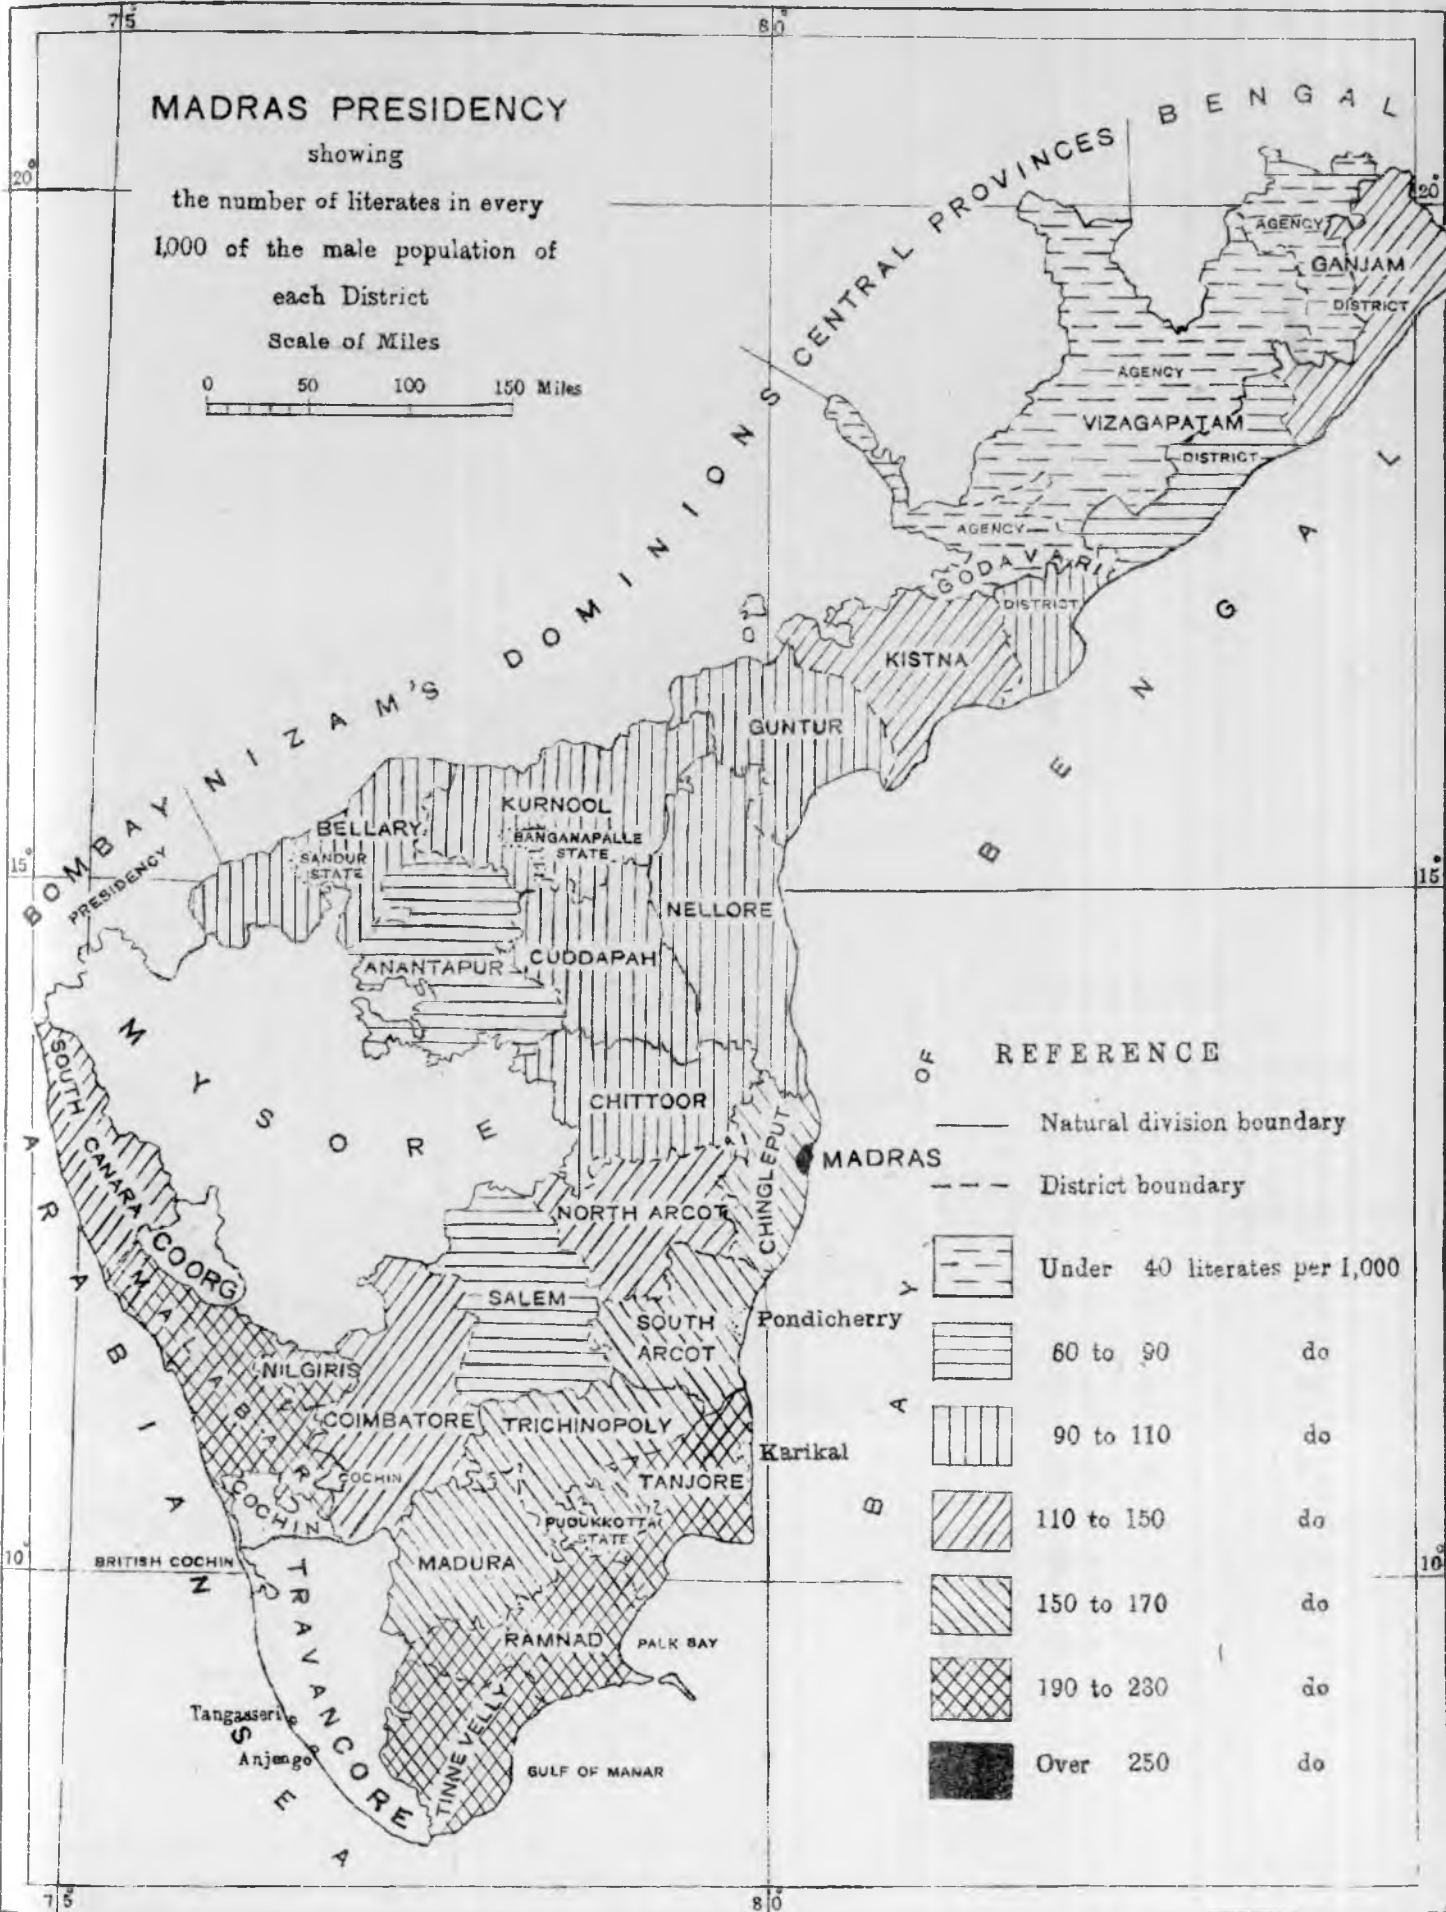 75°
80°
MADRAS PRESIDENCY
showing
the number of literates in every
1,000 of the male population of
each District
Scale of Miles
0 50 100 150 Miles
20°
20°
BENGAL
CENTRAL PROVINCES
NIZAM'S DOMINIONS
BOMBAY
PRESIDENCY
AGENCY
GANJAM
DISTRICT
AGENCY
VIZAGAPATAM
DISTRICT
AGENCY
GODAVARI
DISTRICT
KISTNA
GUNTUR
KURNOOL
BANGANAPALLE
STATE
BELLARY
SANDUR
STATE
15°
15°
NELLORE
ANANTAPUR
CUDDAPAH
MYSORE
CHITTOOR
SOUTH
CANARA
COORG
NORTH ARCOT
CHINGLEPUT
MADRAS
SALEM
SOUTH
ARCOT
Pondicherry
MALABAR
NILGIRIS
COIMBATORE
TRICHINOPOLY
Karikal
TANJORE
COCHIN
COCHIN
PUDUKKOTTAI
STATE
BRITISH COCHIN
MADURA
10°
10°
TRAVANCORE
RAMNAD
PALK BAY
TINNEVELLY
Tangasseri
Anjengo
GULF OF MANAR
ARABIAN SEA
BAY OF BENGAL
REFERENCE
Natural division boundary
District boundary
Under 40 literates per 1,000
60 to 90 do
90 to 110 do
110 to 150 do
150 to 170 do
190 to 230 do
Over 250 do
75°
80°